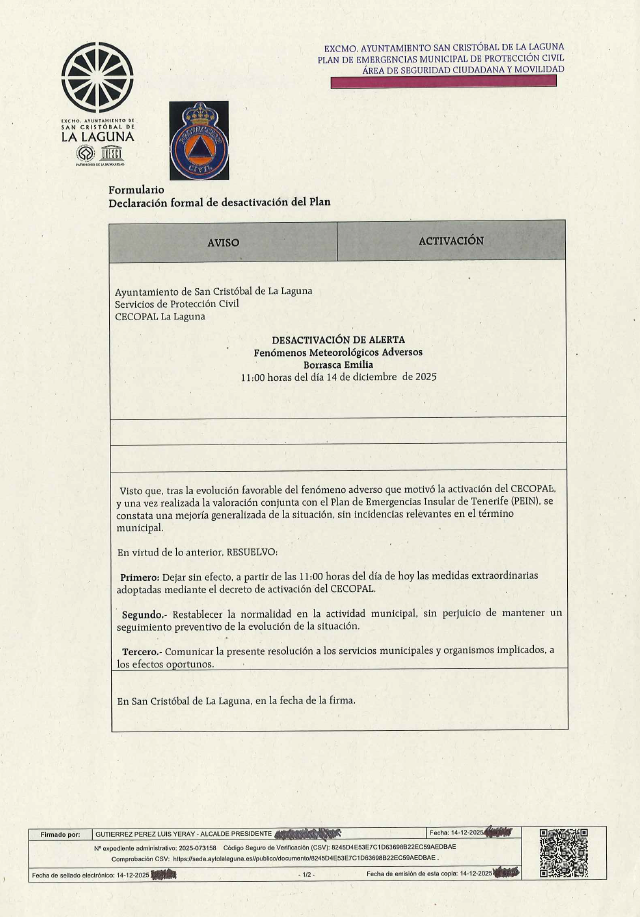 EXCMO. AYUNTAMIENTO SAN CRISTÓBAL DE LA LAGUNA
PLAN DE EMERGENCIAS MUNICIPAL DE PROTECCIÓN CIVIL
ÁREA DE SEGURIDAD CIUDADANA Y MOVILIDAD
EXCMO. AYUNTAMIENTO DE
SAN CRISTÓBAL DE
LA LAGUNA
PROTECCION
CIVIL
Formulario
Declaración formal de desactivación del Plan
AVISO
ACTIVACIÓN
Ayuntamiento de San Cristóbal de La Laguna
Servicios de Protección Civil
CECOPAL La Laguna
DESACTIVACIÓN DE ALERTA
Fenómenos Meteorológicos Adversos
Borrasca Emilia
11:00 horas del día 14 de diciembre de 2025
Visto que, tras la evolución favorable del fenómeno adverso que motivó la activación del CECOPAL,
y una vez realizada la valoración conjunta con el Plan de Emergencias Insular de Tenerife (PEIN), se
constata una mejoría generalizada de la situación, sin incidencias relevantes en el término
municipal.
En virtud de lo anterior, RESUELVO:
Primero: Dejar sin efecto, a partir de las 11:00 horas del día de hoy las medidas extraordinarias
adoptadas mediante el decreto de activación del CECOPAL.
Segundo.- Restablecer la normalidad en la actividad municipal, sin perjuicio de mantener un
seguimiento preventivo de la evolución de la situación.
Tercero.- Comunicar la presente resolución a los servicios municipales y organismos implicados, a
los efectos oportunos.
En San Cristóbal de La Laguna, en la fecha de la firma.
Firmado por: GUTIERREZ PEREZ LUIS YERAY - ALCALDE PRESIDENTE Fecha: 14-12-2025
Nº expediente administrativo: 2025-073158 Código Seguro de Verificación (CSV): 8245D4E53E7C1D63698B22EC59AEDBAE
Comprobación CSV: https://sede.aytolalaguna.es//publico/documento/8245D4E53E7C1D63698B22EC59AEDBAE .
Fecha de sellado electrónico: 14-12-2025 - 1/2 - Fecha de emisión de esta copia: 14-12-2025